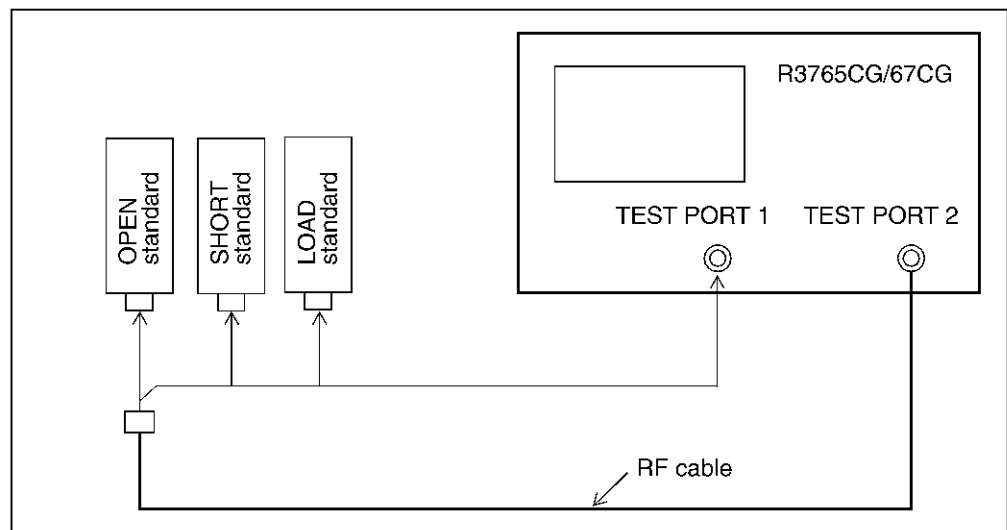 R3765CG/67CG
OPEN
standard
SHORT
standard
LOAD
standard
TEST PORT 1
TEST PORT 2
RF cable